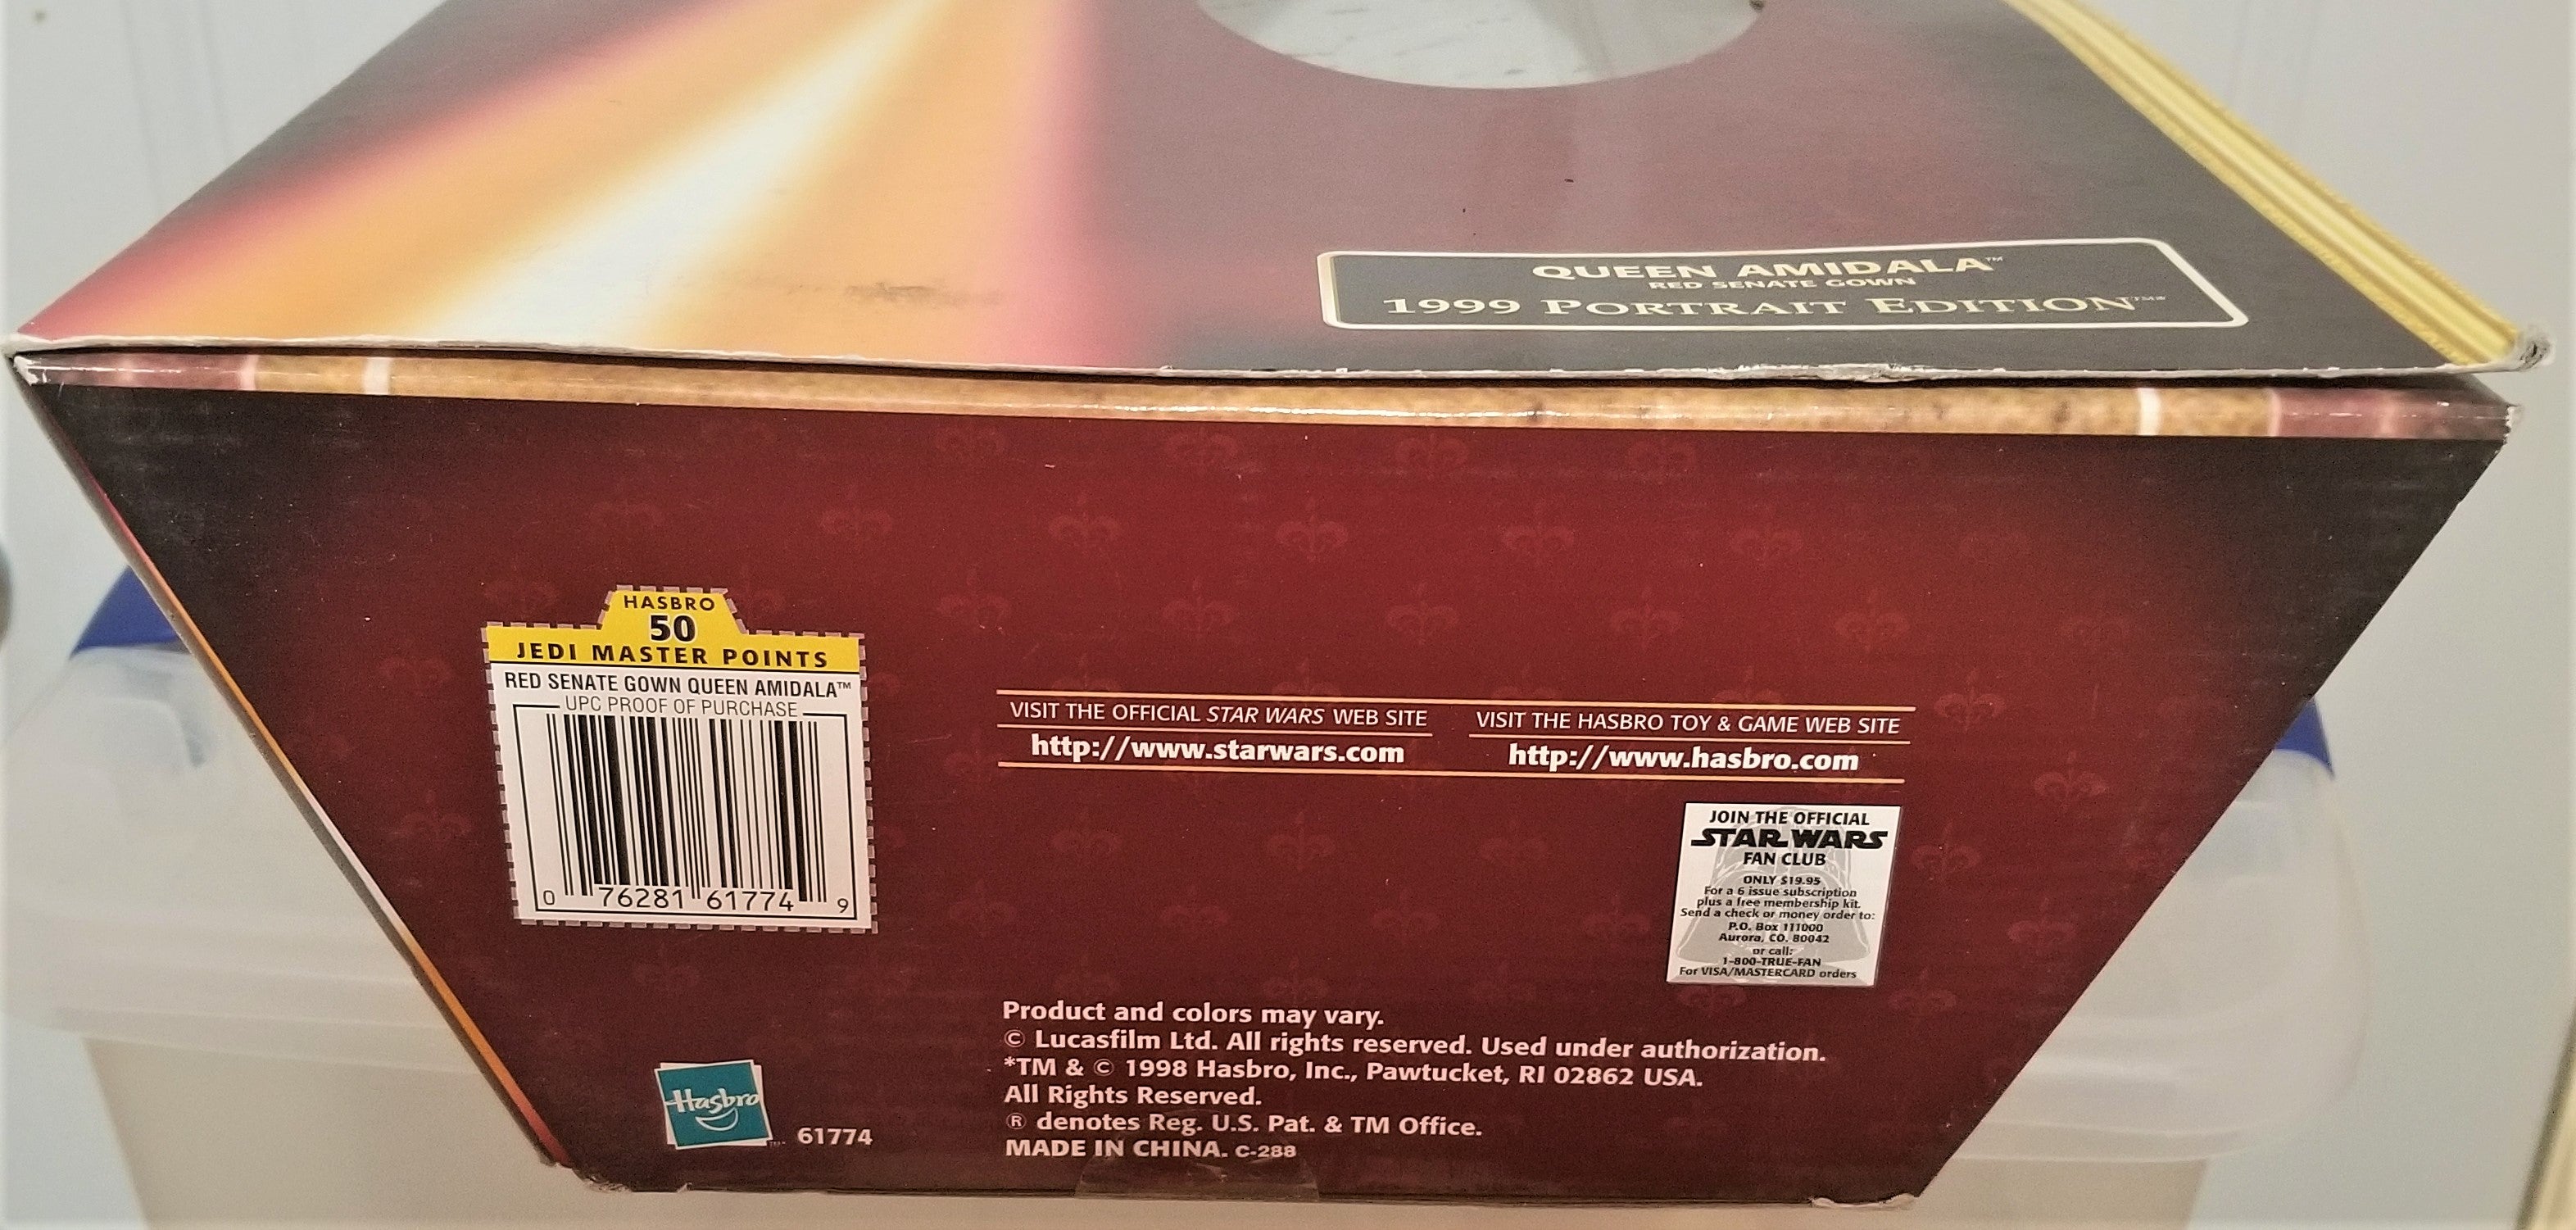 QUEEN AMIDALA™
RED SENATE GOWN
1999 PORTRAIT EDITION™*
HASBRO
50
JEDI MASTER POINTS
RED SENATE GOWN QUEEN AMIDALA™
UPC PROOF OF PURCHASE
0 76281 61774 9
VISIT THE OFFICIAL STAR WARS WEB SITE
http://www.starwars.com
VISIT THE HASBRO TOY & GAME WEB SITE
http://www.hasbro.com
JOIN THE OFFICIAL
STAR WARS
FAN CLUB
ONLY $19.95
For a 6 issue subscription
plus a free membership kit.
Send a check or money order to:
P.O. Box 111000
Aurora, CO. 80042
or call:
1-800-TRUE-FAN
For VISA/MASTERCARD orders
Product and colors may vary.
© Lucasfilm Ltd. All rights reserved. Used under authorization.
*TM & © 1998 Hasbro, Inc., Pawtucket, RI 02862 USA.
All Rights Reserved.
® denotes Reg. U.S. Pat. & TM Office.
MADE IN CHINA. C-288
Hasbro™ 61774